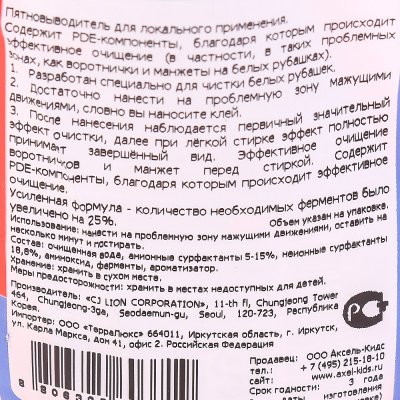 Пятновыводитель для локального применения.
Содержит PDE-компоненты, благодаря которым происходит
эффективное очищение (в частности, в таких проблемных
зонах, как воротнички и манжеты на белых рубашках).
1. Разработан специально для чистки белых рубашек.
2. Достаточно нанести на проблемную зону мажущими
движениями, словно вы наносите клей.
3. После нанесения наблюдается первичный значительный
эффект очистки, далее при лёгкой стирке эффект полностью
принимает завершённый вид. Эффективное очищение
воротничков и манжет перед стиркой. Содержит
PDE-компоненты, благодаря которым происходит эффективное
очищение.
Усиленная формула - количество необходимых ферментов было
увеличено на 25%. Объем указан на упаковке.
Использование: нанести на проблемную зону мажущими движениями, оставить на
несколько минут и постирать.
Состав: очищенная вода, анионные сурфактанты 5-15%, неионные сурфактанты
18,8%, аминоксид, ферменты, ароматизатор.
Хранение: хранить в сухом месте.
Меры предосторожности: хранить в местах недоступных для детей.
Производитель: «CJ LION CORPORATION», 11-th fl, Chungjeong Tower
464, Chungjeong-3ga, Seodaemun-gu, Seoul, 120-723, Республика
Корея.
Импортер: ООО «ТерраЛюкс» 664011, Иркутская область, г. Иркутск,
ул. Карла Маркса, дом 41, офис 2. Российская Федерация
Продавец: ООО Аксель-Кидс
тел: +7 (495) 215-18-10
www.axel-kids.ru
Срок годности: 3 года